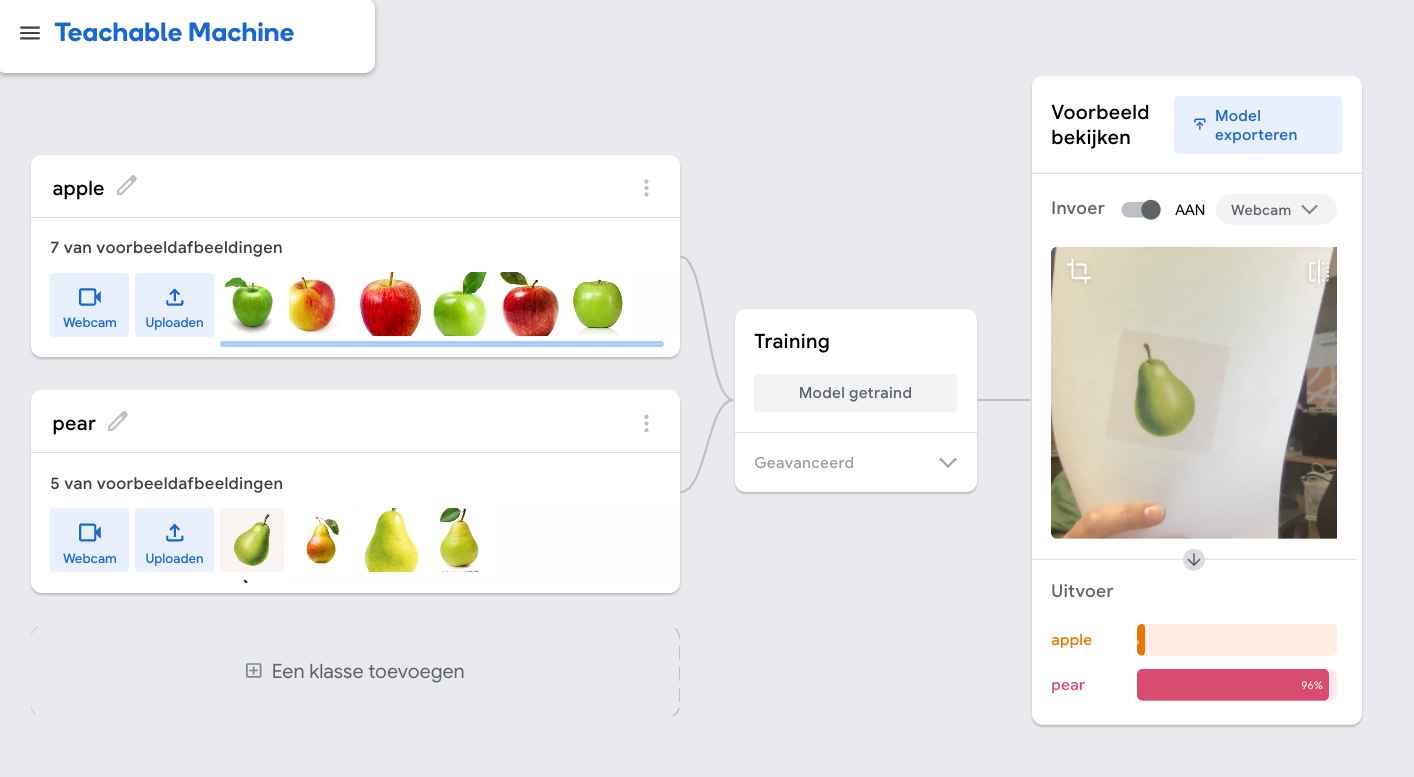 Teachable Machine
apple
7 van voorbeeldafbeeldingen
Webcam
Uploaden
pear
5 van voorbeeldafbeeldingen
Webcam
Uploaden
Een klasse toevoegen
Training
Model getraind
Geavanceerd
Voorbeeld
bekijken
Model
exporteren
Invoer
AAN
Webcam
Uitvoer
apple
pear
96%